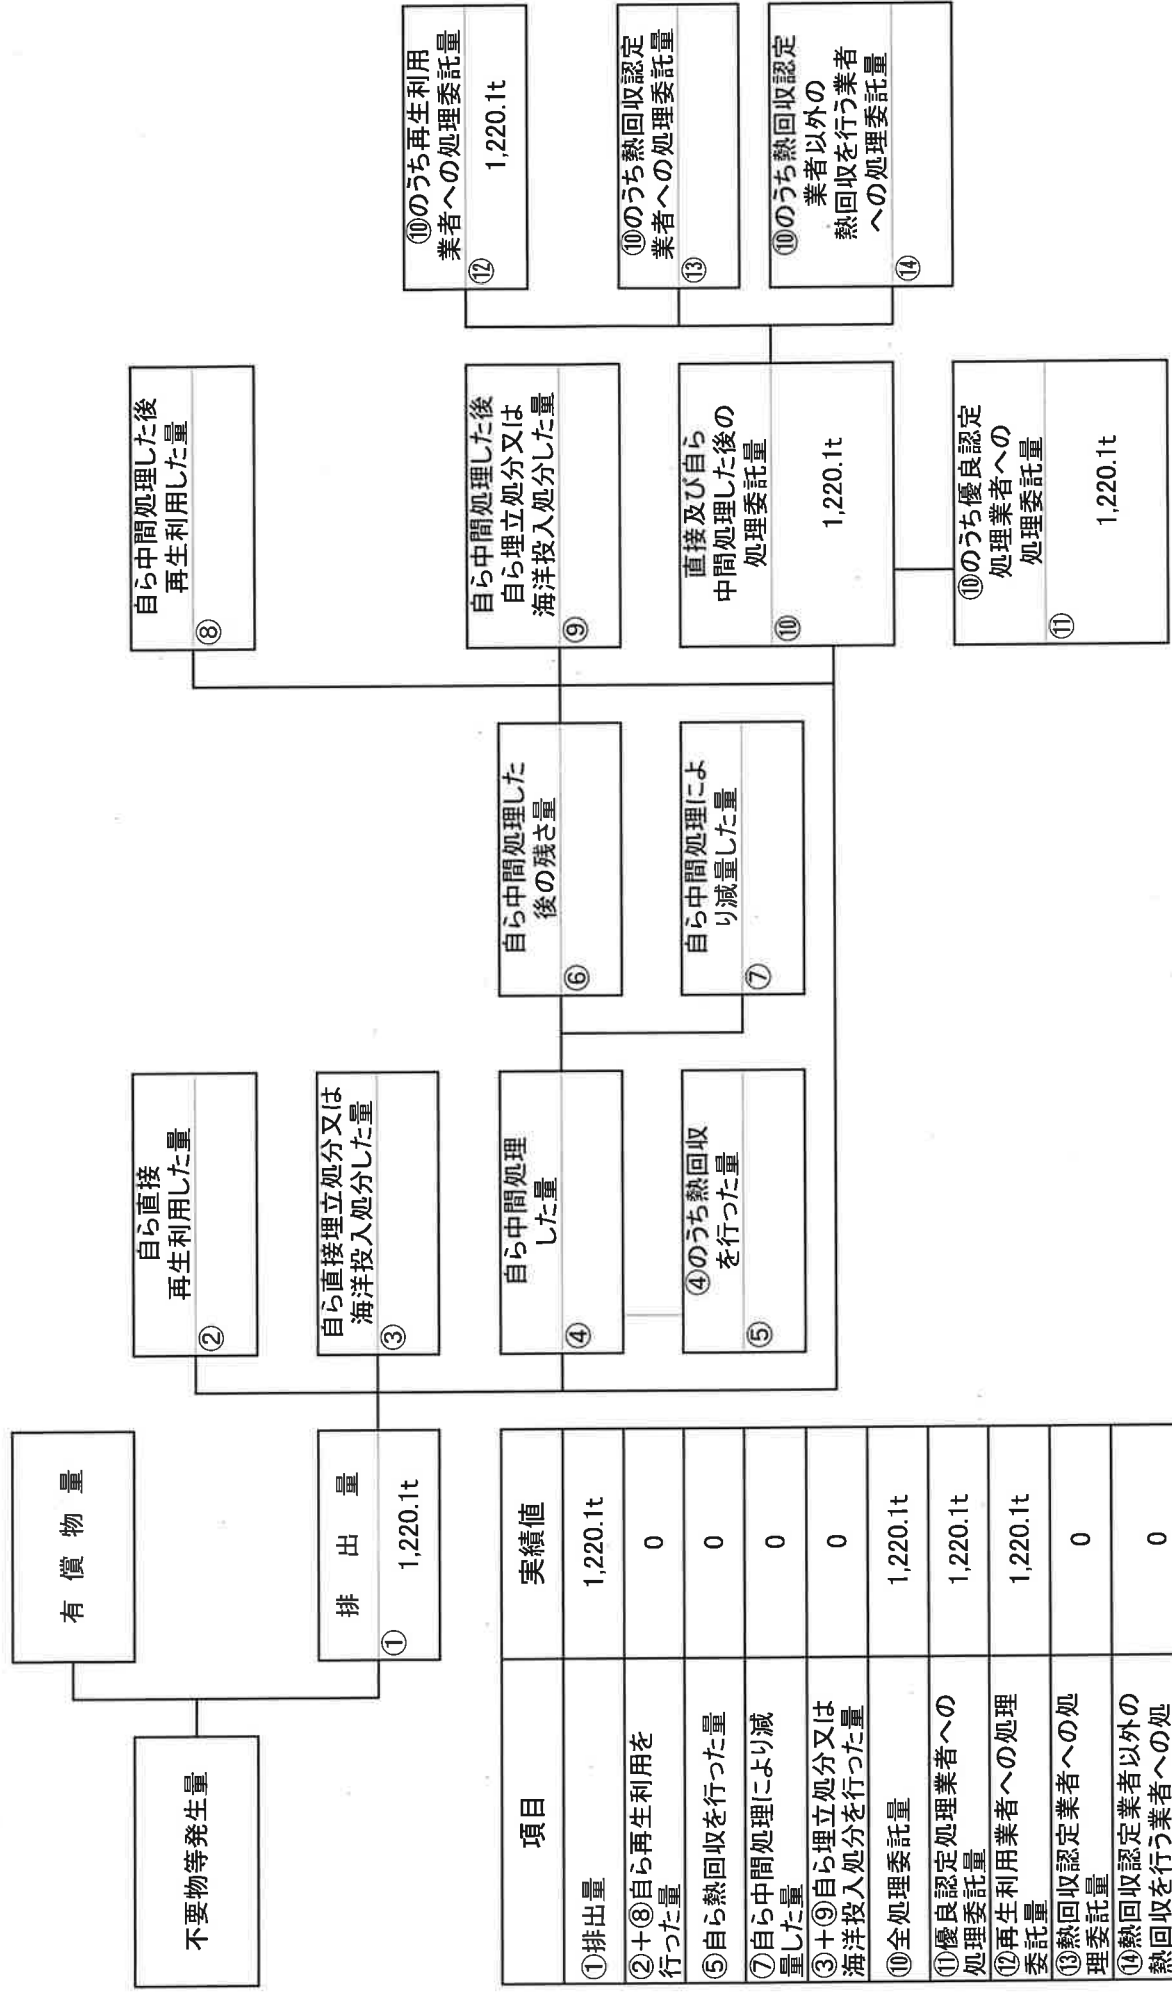 不要物等発生量
有償物量
排出量
①
1,220.1t
自ら直接
再生利用した量
②
自ら直接埋立処分又は
海洋投入処分した量
③
自ら中間処理
した量
④
④のうち熱回収
を行った量
⑤
自ら中間処理した
後の残さ量
⑥
自ら中間処理によ
り減量した量
⑦
自ら中間処理した後
再生利用した量
⑧
自ら中間処理した後
自ら埋立処分又は
海洋投入処分した量
⑨
直接及び自ら
中間処理した後の
処理委託量
⑩
1,220.1t
⑩のうち優良認定
処理業者への
処理委託量
⑪
1,220.1t
⑩のうち再生利用
業者への処理委託量
⑫
1,220.1t
⑩のうち熱回収認定
業者への処理委託量
⑬
⑩のうち熱回収認定
業者以外の
熱回収を行う業者
への処理委託量
⑭
項目 実績値
①排出量 1,220.1t
②+⑧自ら再生利用を
行った量 0
⑤自ら熱回収を行った量 0
⑦自ら中間処理により減
量した量 0
③+⑨自ら埋立処分又は
海洋投入処分を行った量 0
⑩全処理委託量 1,220.1t
⑪優良認定処理業者への
処理委託量 1,220.1t
⑫再生利用業者への処理
委託量 1,220.1t
⑬熱回収認定業者への処
理委託量 0
⑭熱回収認定業者以外の
熱回収を行う業者への処 0